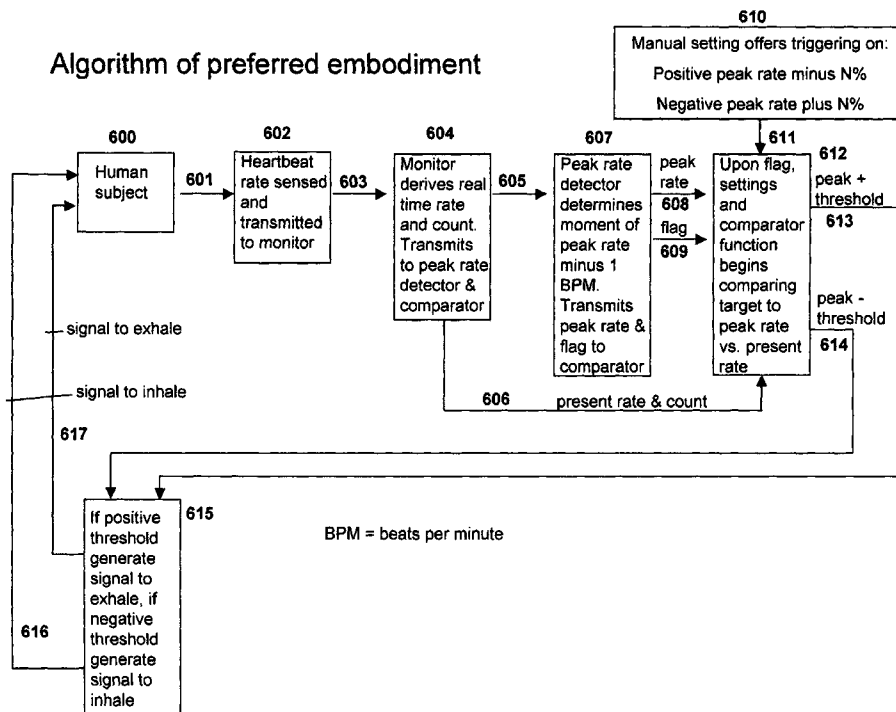 Algorithm of preferred embodiment
610
Manual setting offers triggering on:
Positive peak rate minus N%
Negative peak rate plus N%
600
Human
subject
601
602
Heartbeat
rate sensed
and
transmitted
to monitor
603
604
Monitor
derives real
time rate
and count.
Transmits
to peak rate
detector &
comparator
605
607
Peak rate
detector
determines
moment of
peak rate
minus 1
BPM.
Transmits
peak rate &
flag to
comparator
peak
rate
608
flag
609
611
Upon flag,
settings
and
comparator
function
begins
comparing
target to
peak rate
vs. present
rate
612
peak +
threshold
613
peak -
threshold
614
606
present rate & count
signal to exhale
signal to inhale
617
615
If positive
threshold
generate
signal to
exhale, if
negative
threshold
generate
signal to
inhale
616
BPM = beats per minute